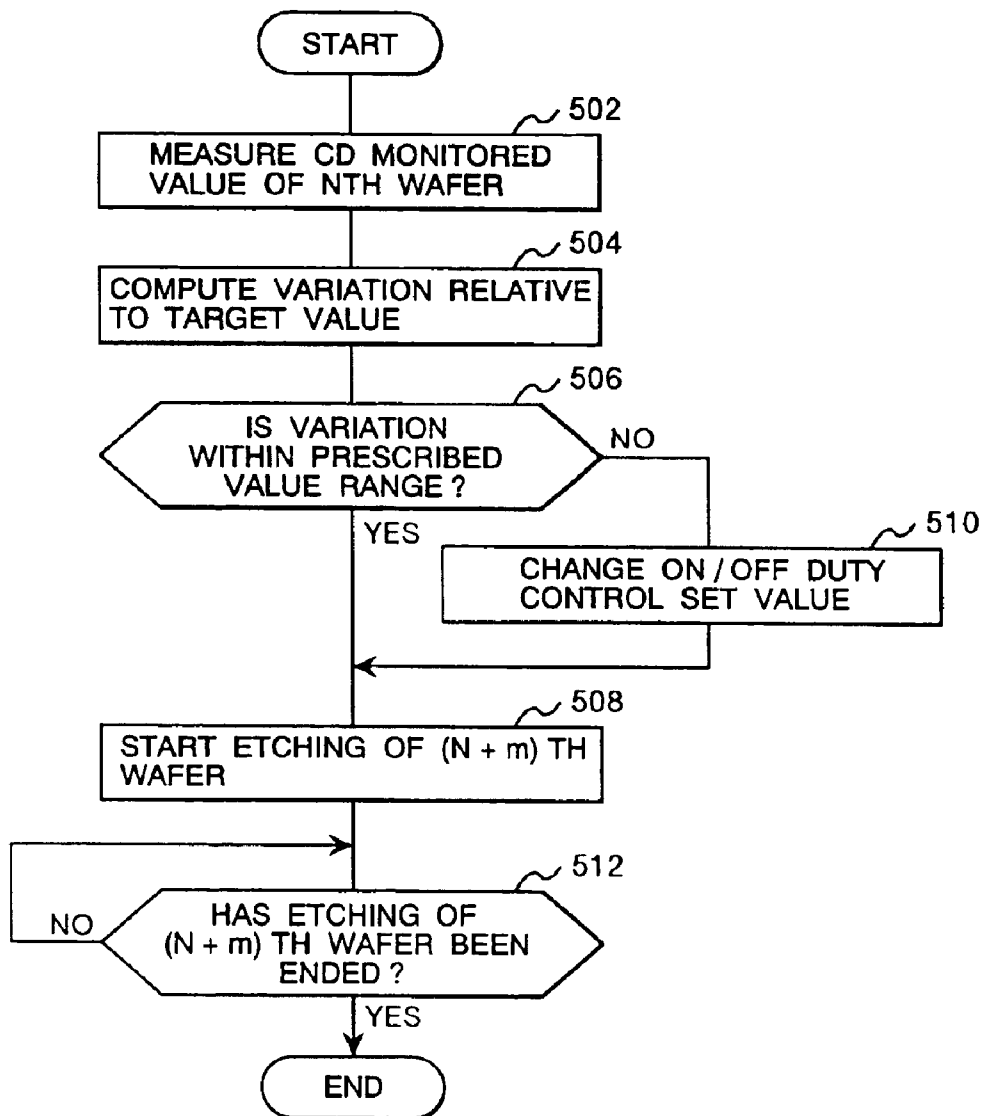 START
502
MEASURE CD MONITORED
VALUE OF NTH WAFER
504
COMPUTE VARIATION RELATIVE
TO TARGET VALUE
506
IS VARIATION
WITHIN PRESCRIBED
VALUE RANGE?
NO
YES
510
CHANGE ON/OFF DUTY
CONTROL SET VALUE
508
START ETCHING OF (N + m) TH
WAFER
512
HAS ETCHING OF
(N + m) TH WAFER BEEN
ENDED?
NO
YES
END